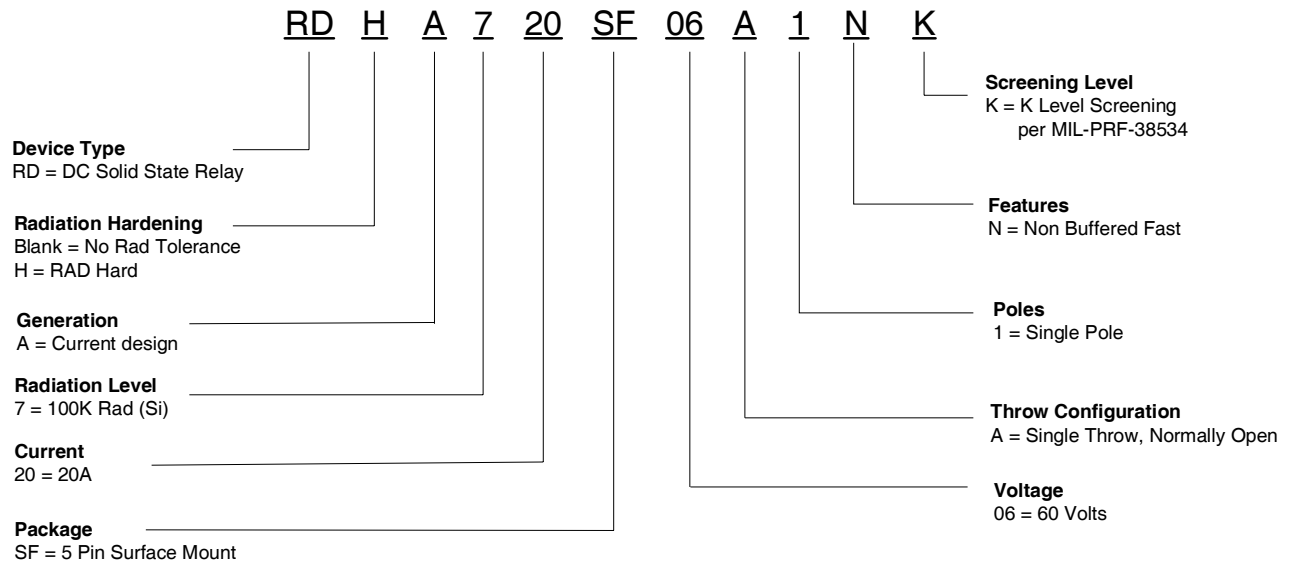 RD H A 7 20 SF 06 A 1 N K
Device Type
RD = DC Solid State Relay
Radiation Hardening
Blank = No Rad Tolerance
H = RAD Hard
Generation
A = Current design
Radiation Level
7 = 100K Rad (Si)
Current
20 = 20A
Package
SF = 5 Pin Surface Mount
Screening Level
K = K Level Screening
per MIL-PRF-38534
Features
N = Non Buffered Fast
Poles
1 = Single Pole
Throw Configuration
A = Single Throw, Normally Open
Voltage
06 = 60 Volts